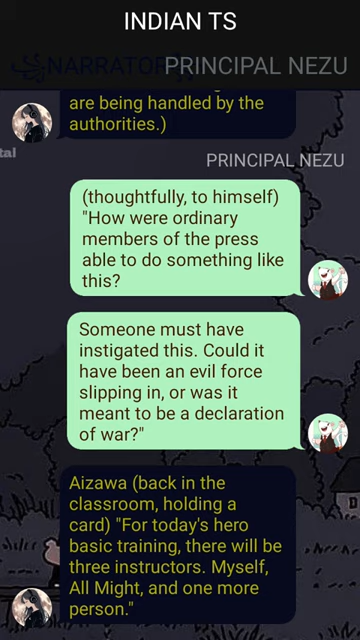 INDIAN TS
NARRATOR
PRINCIPAL NEZU
are being handled by the
authorities.)
tal
PRINCIPAL NEZU
(thoughtfully, to himself)
"How were ordinary
members of the press
able to do something like
this?
Someone must have
instigated this. Could it
have been an evil force
slipping in, or was it
meant to be a declaration
of war?"
Aizawa (back in the
classroom, holding a
card) "For today's hero
basic training, there will be
three instructors. Myself,
All Might, and one more
person."